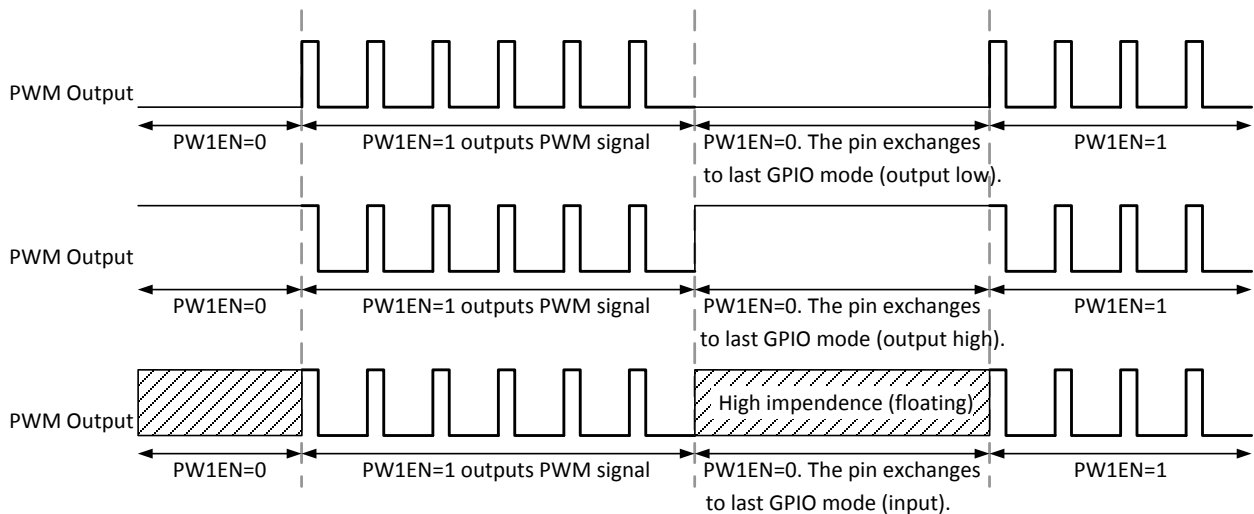 PWM Output
PW1EN=0
PW1EN=1 outputs PWM signal
PW1EN=0. The pin exchanges
to last GPIO mode (output low).
PW1EN=1
PWM Output
PW1EN=0
PW1EN=1 outputs PWM signal
PW1EN=0. The pin exchanges
to last GPIO mode (output high).
PW1EN=1
PWM Output
High impendence (floating)
PW1EN=0
PW1EN=1 outputs PWM signal
PW1EN=0. The pin exchanges
to last GPIO mode (input).
PW1EN=1